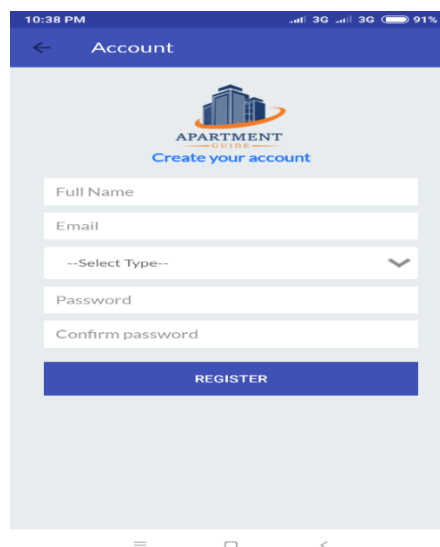 10:38 PM 3G 3G 91%
Account
APARTMENT
GUIDE
Create your account
Full Name
Email
--Select Type--
Password
Confirm password
REGISTER